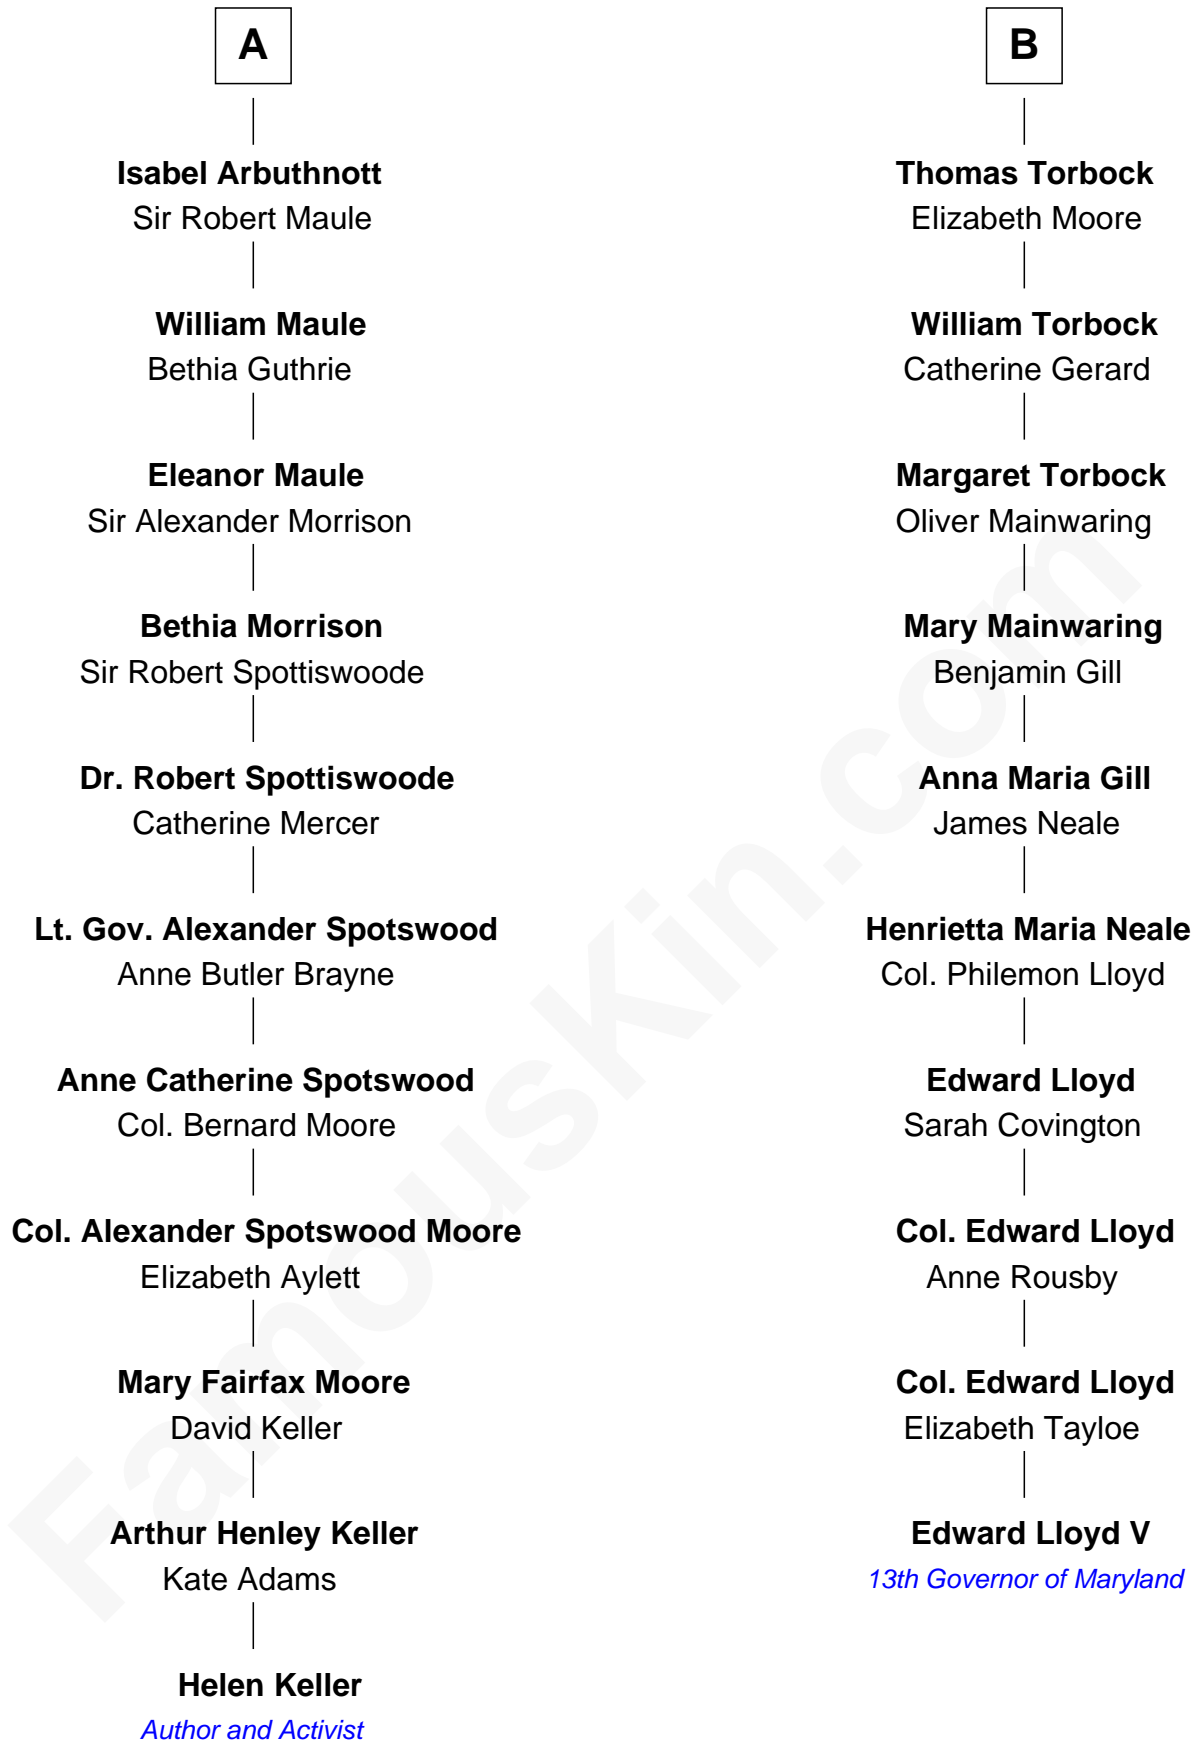 A
Isabel Arbuthnott
Sir Robert Maule
William Maule
Bethia Guthrie
Eleanor Maule
Sir Alexander Morrison
Bethia Morrison
Sir Robert Spottiswoode
Dr. Robert Spottiswoode
Catherine Mercer
Lt. Gov. Alexander Spotswood
Anne Butler Brayne
Anne Catherine Spotswood
Col. Bernard Moore
Col. Alexander Spotswood Moore
Elizabeth Aylett
Mary Fairfax Moore
David Keller
Arthur Henley Keller
Kate Adams
Helen Keller
Author and Activist
B
Thomas Torbock
Elizabeth Moore
William Torbock
Catherine Gerard
Margaret Torbock
Oliver Mainwaring
Mary Mainwaring
Benjamin Gill
Anna Maria Gill
James Neale
Henrietta Maria Neale
Col. Philemon Lloyd
Edward Lloyd
Sarah Covington
Col. Edward Lloyd
Anne Rousby
Col. Edward Lloyd
Elizabeth Tayloe
Edward Lloyd V
13th Governor of Maryland
FamousKin.com